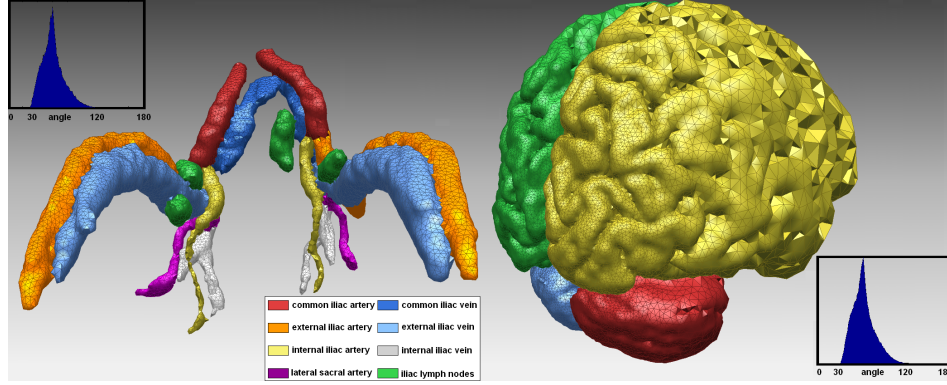 0 30 angle 120 180
common iliac artery common iliac vein
external iliac artery external iliac vein
internal iliac artery internal iliac vein
lateral sacral artery iliac lymph nodes
0 30 angle 120 18